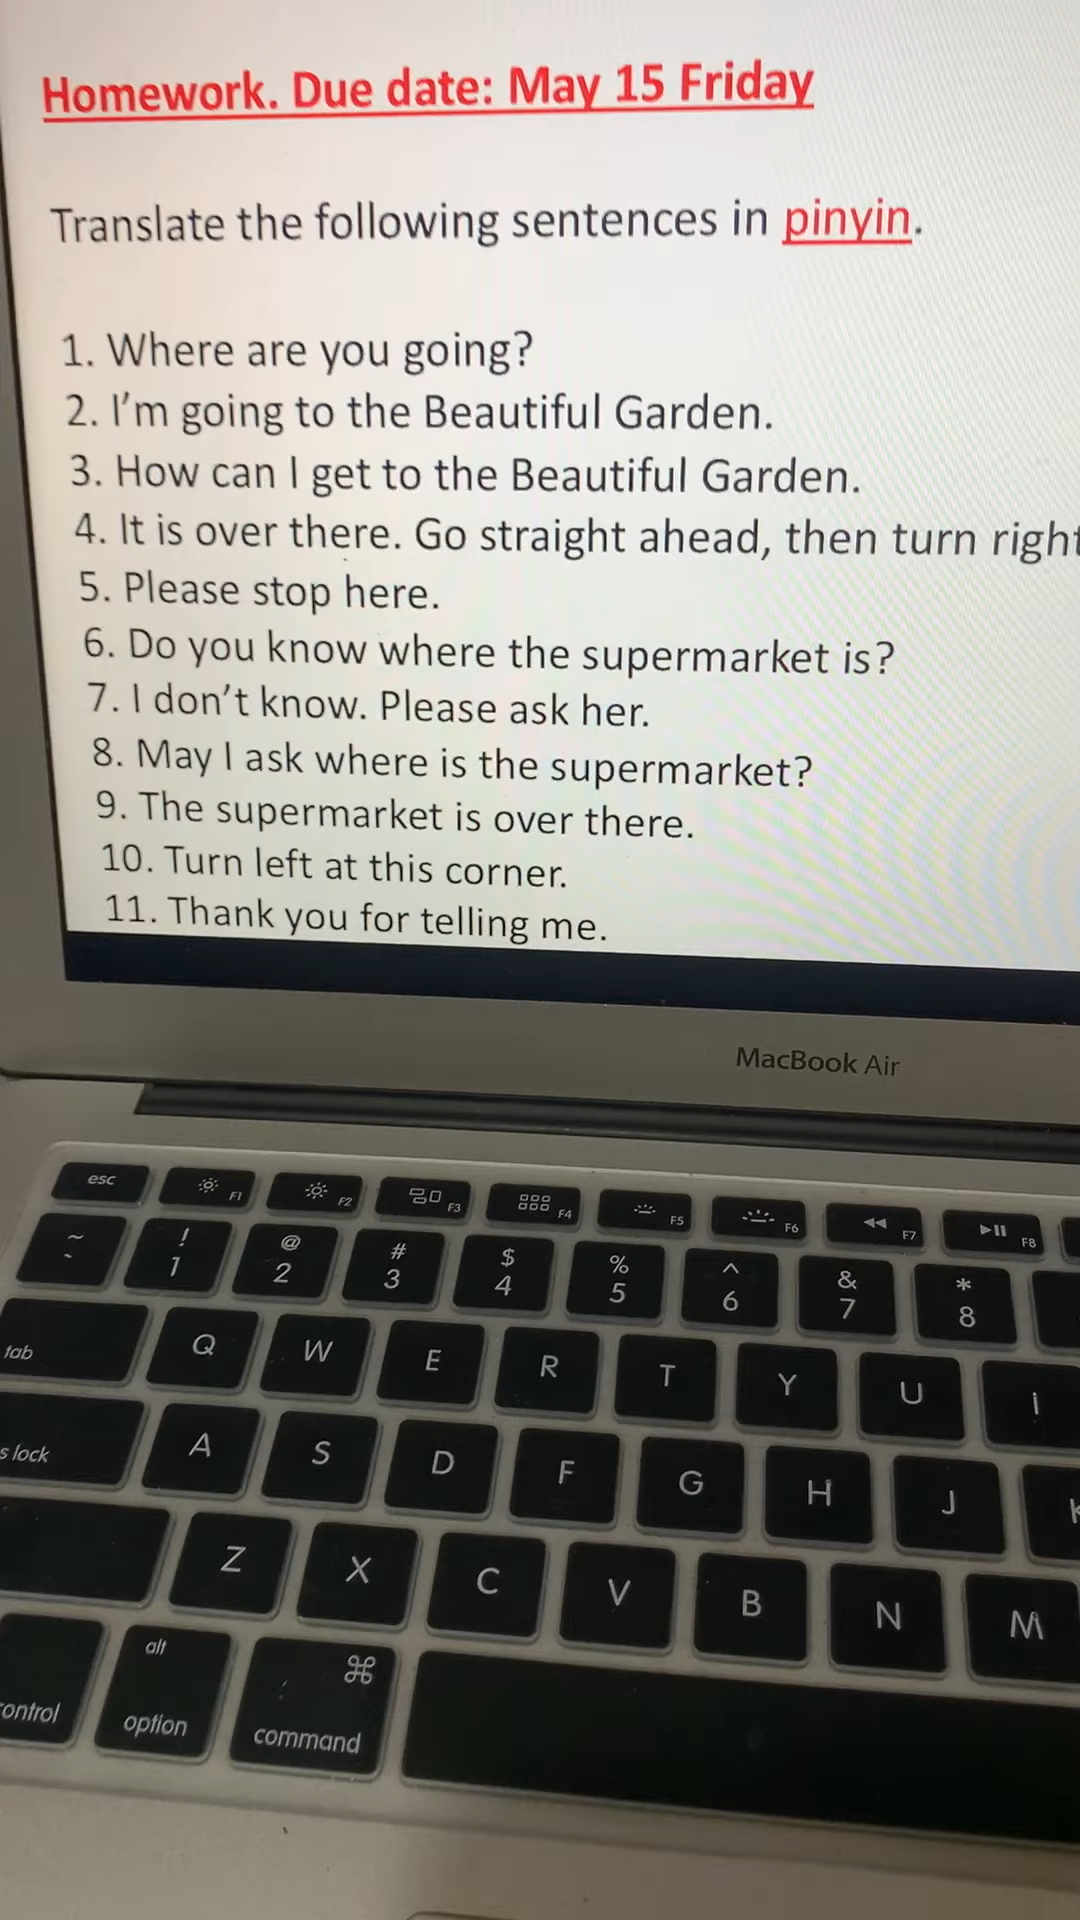 Homework. Due date: May 15 Friday
Translate the following sentences in pinyin.
1. Where are you going?
2. I'm going to the Beautiful Garden.
3. How can I get to the Beautiful Garden.
4. It is over there. Go straight ahead, then turn right
5. Please stop here.
6. Do you know where the supermarket is?
7. I don't know. Please ask her.
8. May I ask where is the supermarket?
9. The supermarket is over there.
10. Turn left at this corner.
11. Thank you for telling me.
MacBook Air
esc F1 F2 F3 F4 F5 F6 F7 F8
~ ! @ # $ % ^ & *
` 1 2 3 4 5 6 7 8
tab Q W E R T Y U I
s lock A S D F G H J K
Z X C V B N M
alt ⌘
control option command